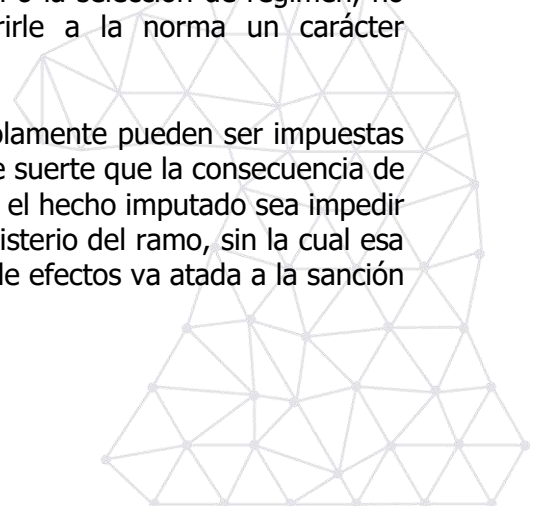 o la selección de régimen, no
rirle a la norma un carácter
olamente pueden ser impuestas
e suerte que la consecuencia de
el hecho imputado sea impedir
isterio del ramo, sin la cual esa
de efectos va atada a la sanción